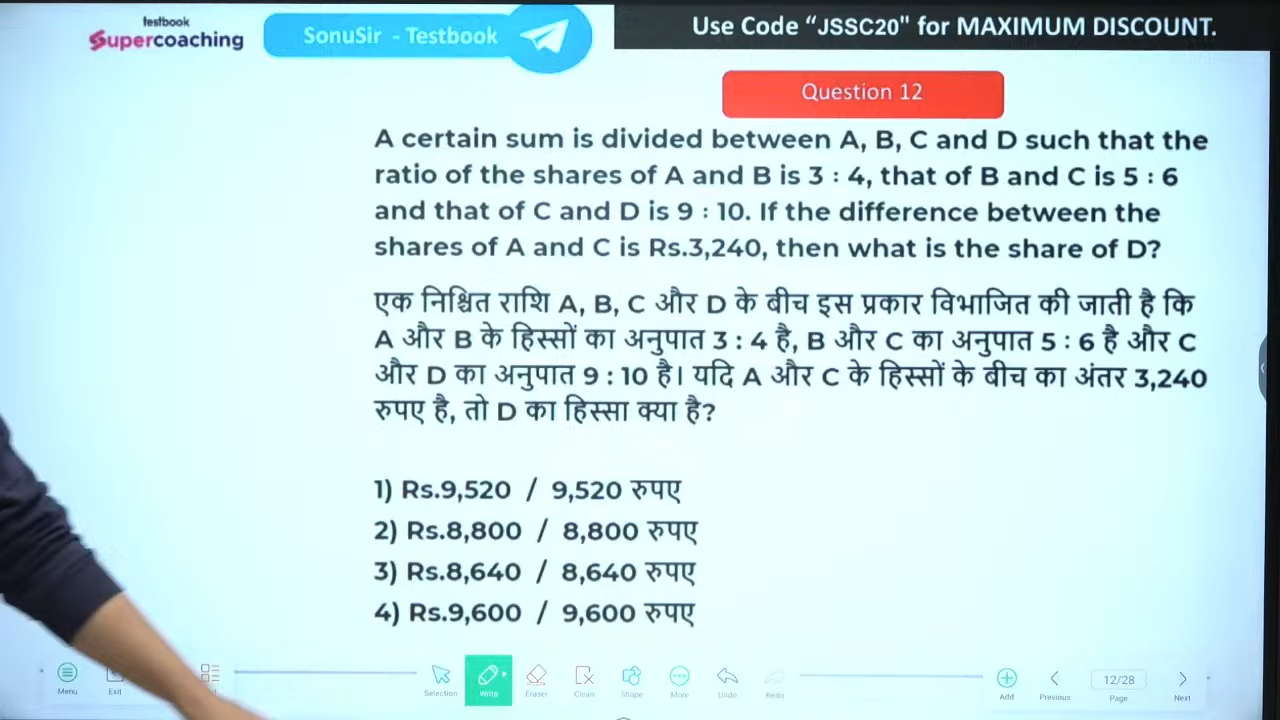 testbook
Supercoaching
SonuSir - Testbook
Use Code “JSSC20" for MAXIMUM DISCOUNT.
Question 12
A certain sum is divided between A, B, C and D such that the
ratio of the shares of A and B is 3 : 4, that of B and C is 5 : 6
and that of C and D is 9 : 10. If the difference between the
shares of A and C is Rs.3,240, then what is the share of D?
एक निश्चित राशि A, B, C और D के बीच इस प्रकार विभाजित की जाती है कि
A और B के हिस्सों का अनुपात 3 : 4 है, B और C का अनुपात 5 : 6 है और C
और D का अनुपात 9 : 10 है। यदि A और C के हिस्सों के बीच का अंतर 3,240
रुपए है, तो D का हिस्सा क्या है?
1) Rs.9,520 / 9,520 रुपए
2) Rs.8,800 / 8,800 रुपए
3) Rs.8,640 / 8,640 रुपए
4) Rs.9,600 / 9,600 रुपए
Menu Exit Selection Write Eraser Clean Shape More Undo Redo Add Previous 12/28 Page Next